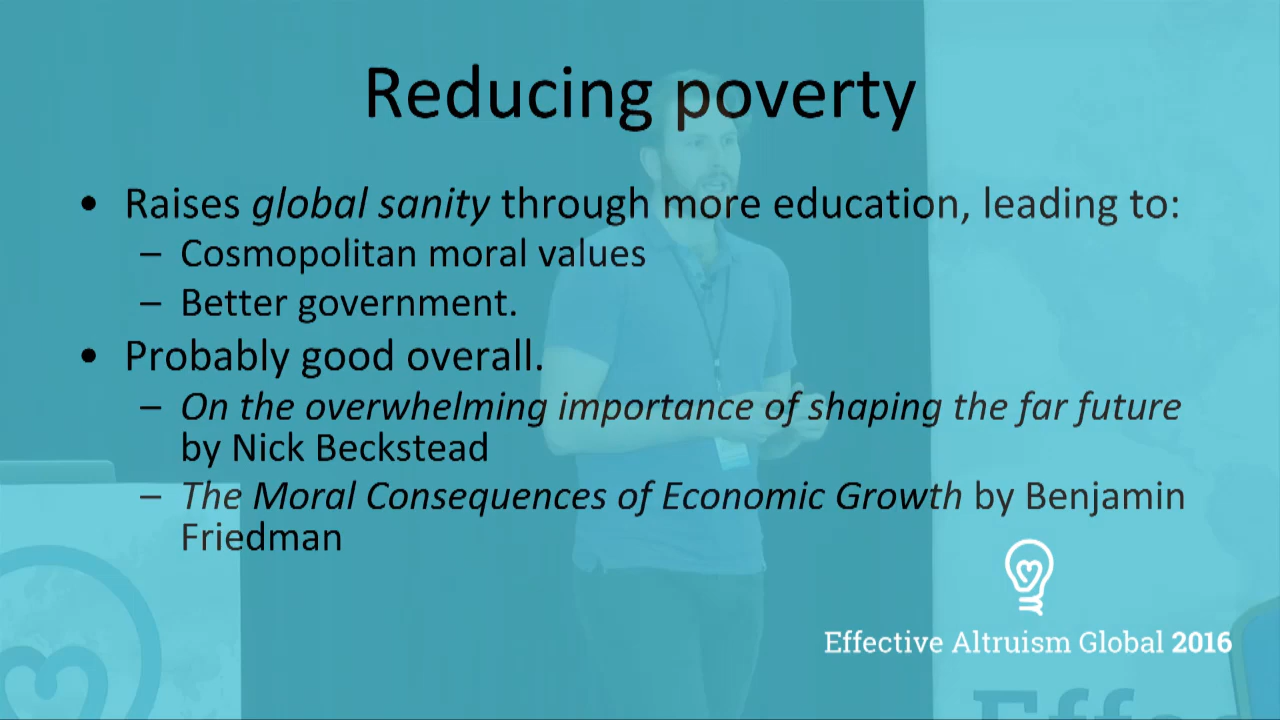 Reducing poverty
• Raises global sanity through more education, leading to:
– Cosmopolitan moral values
– Better government.
• Probably good overall.
– On the overwhelming importance of shaping the far future
by Nick Beckstead
– The Moral Consequences of Economic Growth by Benjamin
Friedman
Effective Altruism Global 2016
Effe